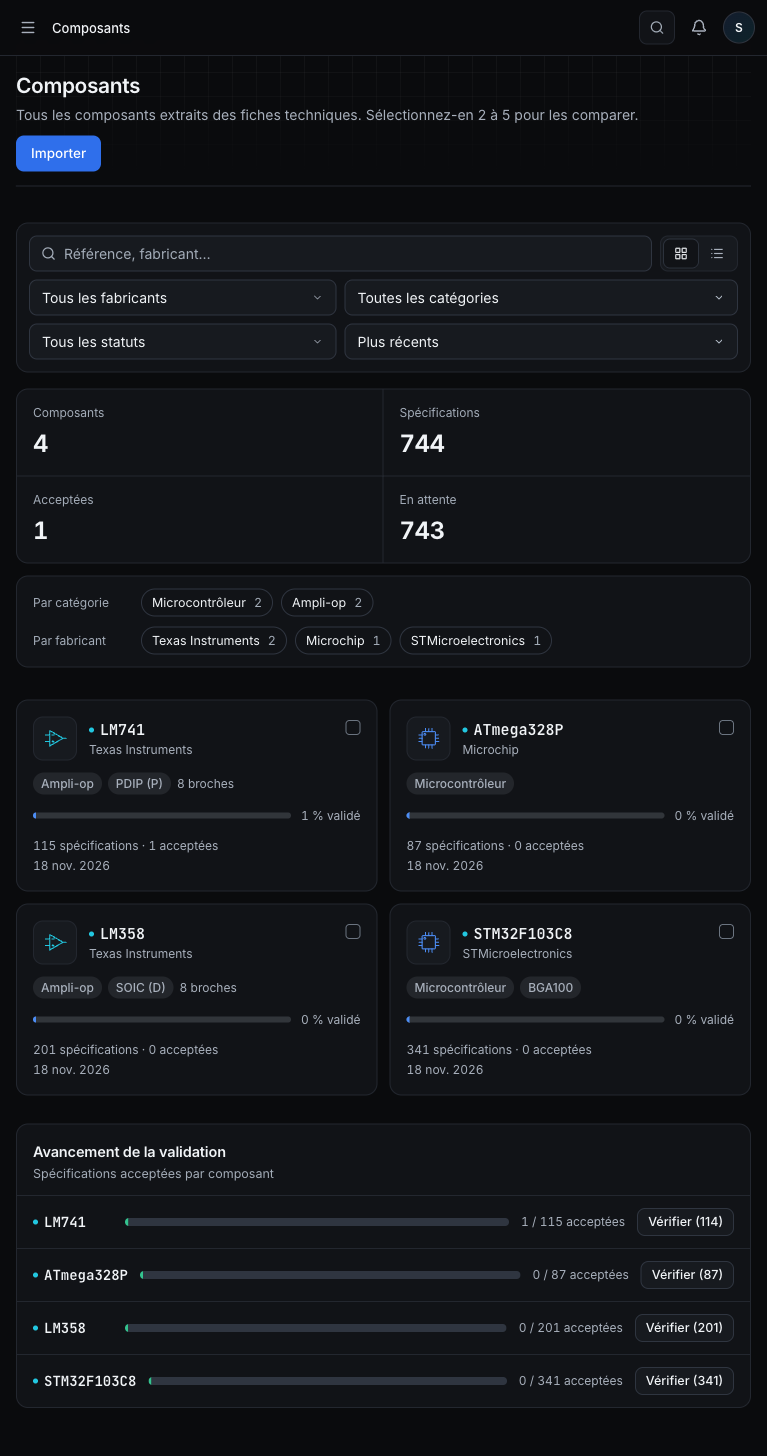 Composants
S
Composants
Tous les composants extraits des fiches techniques. Sélectionnez-en 2 à 5 pour les comparer.
Importer
Référence, fabricant...
Tous les fabricants
Toutes les catégories
Tous les statuts
Plus récents
Composants
4
Spécifications
744
Acceptées
1
En attente
743
Par catégorie Microcontrôleur 2 Ampli-op 2
Par fabricant Texas Instruments 2 Microchip 1 STMicroelectronics 1
LM741
Texas Instruments
Ampli-op PDIP (P) 8 broches
1 % validé
115 spécifications · 1 acceptées
18 nov. 2026
ATmega328P
Microchip
Microcontrôleur
0 % validé
87 spécifications · 0 acceptées
18 nov. 2026
LM358
Texas Instruments
Ampli-op SOIC (D) 8 broches
0 % validé
201 spécifications · 0 acceptées
18 nov. 2026
STM32F103C8
STMicroelectronics
Microcontrôleur BGA100
0 % validé
341 spécifications · 0 acceptées
18 nov. 2026
Avancement de la validation
Spécifications acceptées par composant
LM741 1 / 115 acceptées Vérifier (114)
ATmega328P 0 / 87 acceptées Vérifier (87)
LM358 0 / 201 acceptées Vérifier (201)
STM32F103C8 0 / 341 acceptées Vérifier (341)